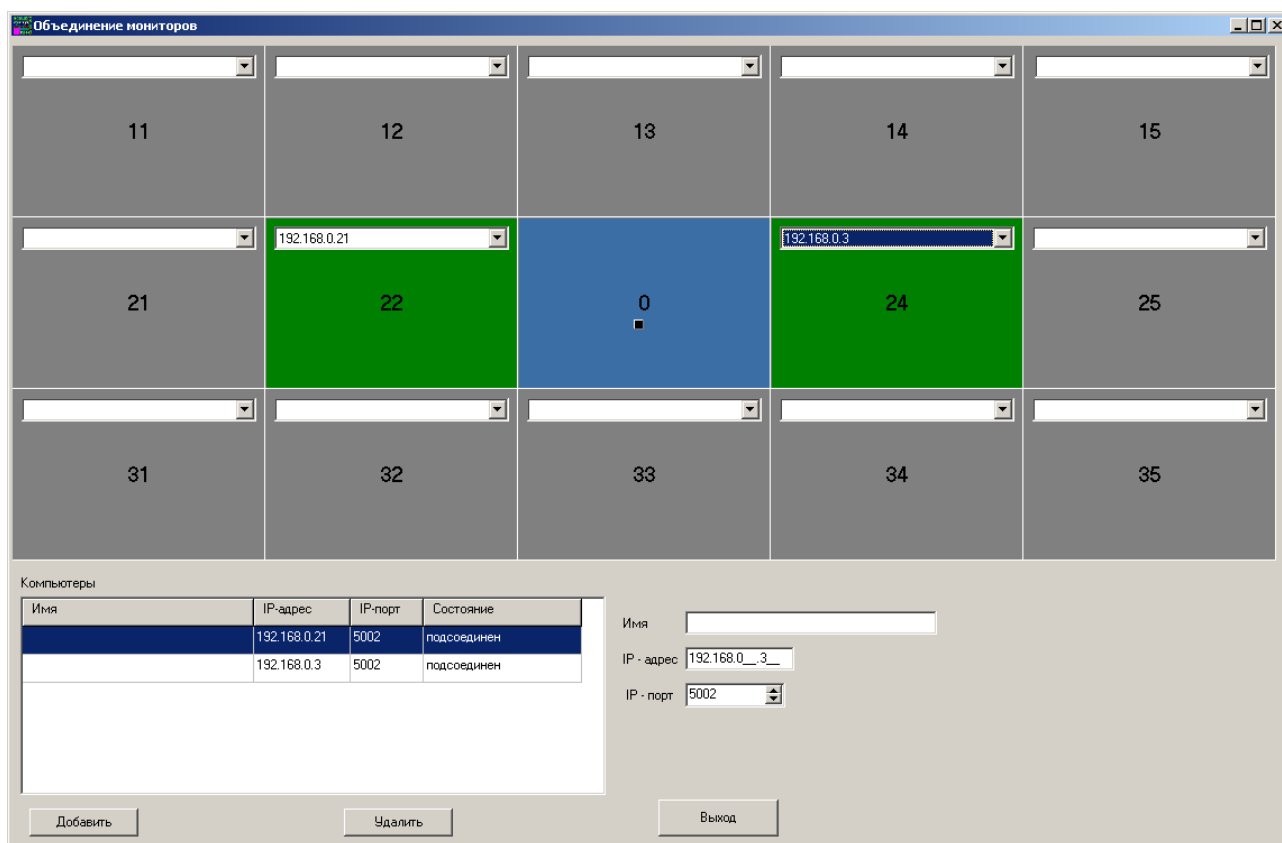 Объединение мониторов
11 12 13 14 15
192.168.0.21 192.168.0.3
21 22 0 24 25
31 32 33 34 35
Компьютеры
Имя IP-адрес IP-порт Состояние
192.168.0.21 5002 подсоединен
192.168.0.3 5002 подсоединен
Имя
IP - адрес 192.168.0__.3__
IP - порт 5002
Добавить Удалить Выход